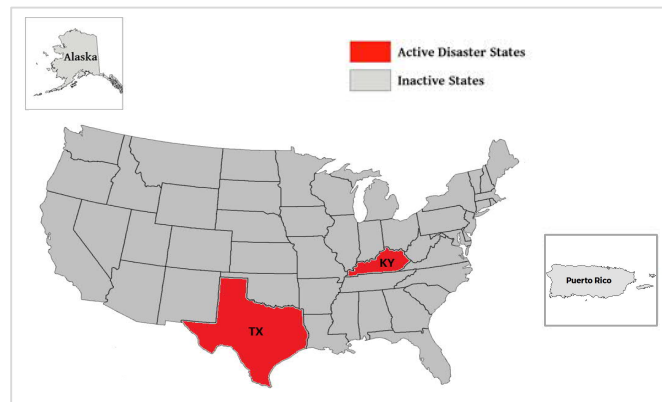 Alaska
Active Disaster States
Inactive States
KY
TX
Puerto Rico